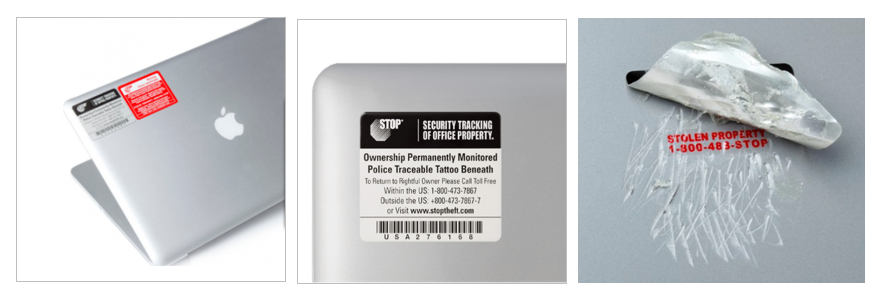 STOP
SECURITY TRACKING
OF OFFICE PROPERTY.
Ownership Permanently Monitored
Police Traceable Tattoo Beneath
To Return to Rightful Owner Please Call Toll Free
Within the US: 1-800-473-7867
Outside the US: +800-473-7867-7
or Visit www.stoptheft.com
USA276168
STOLEN PROPERTY
1-800-488-STOP